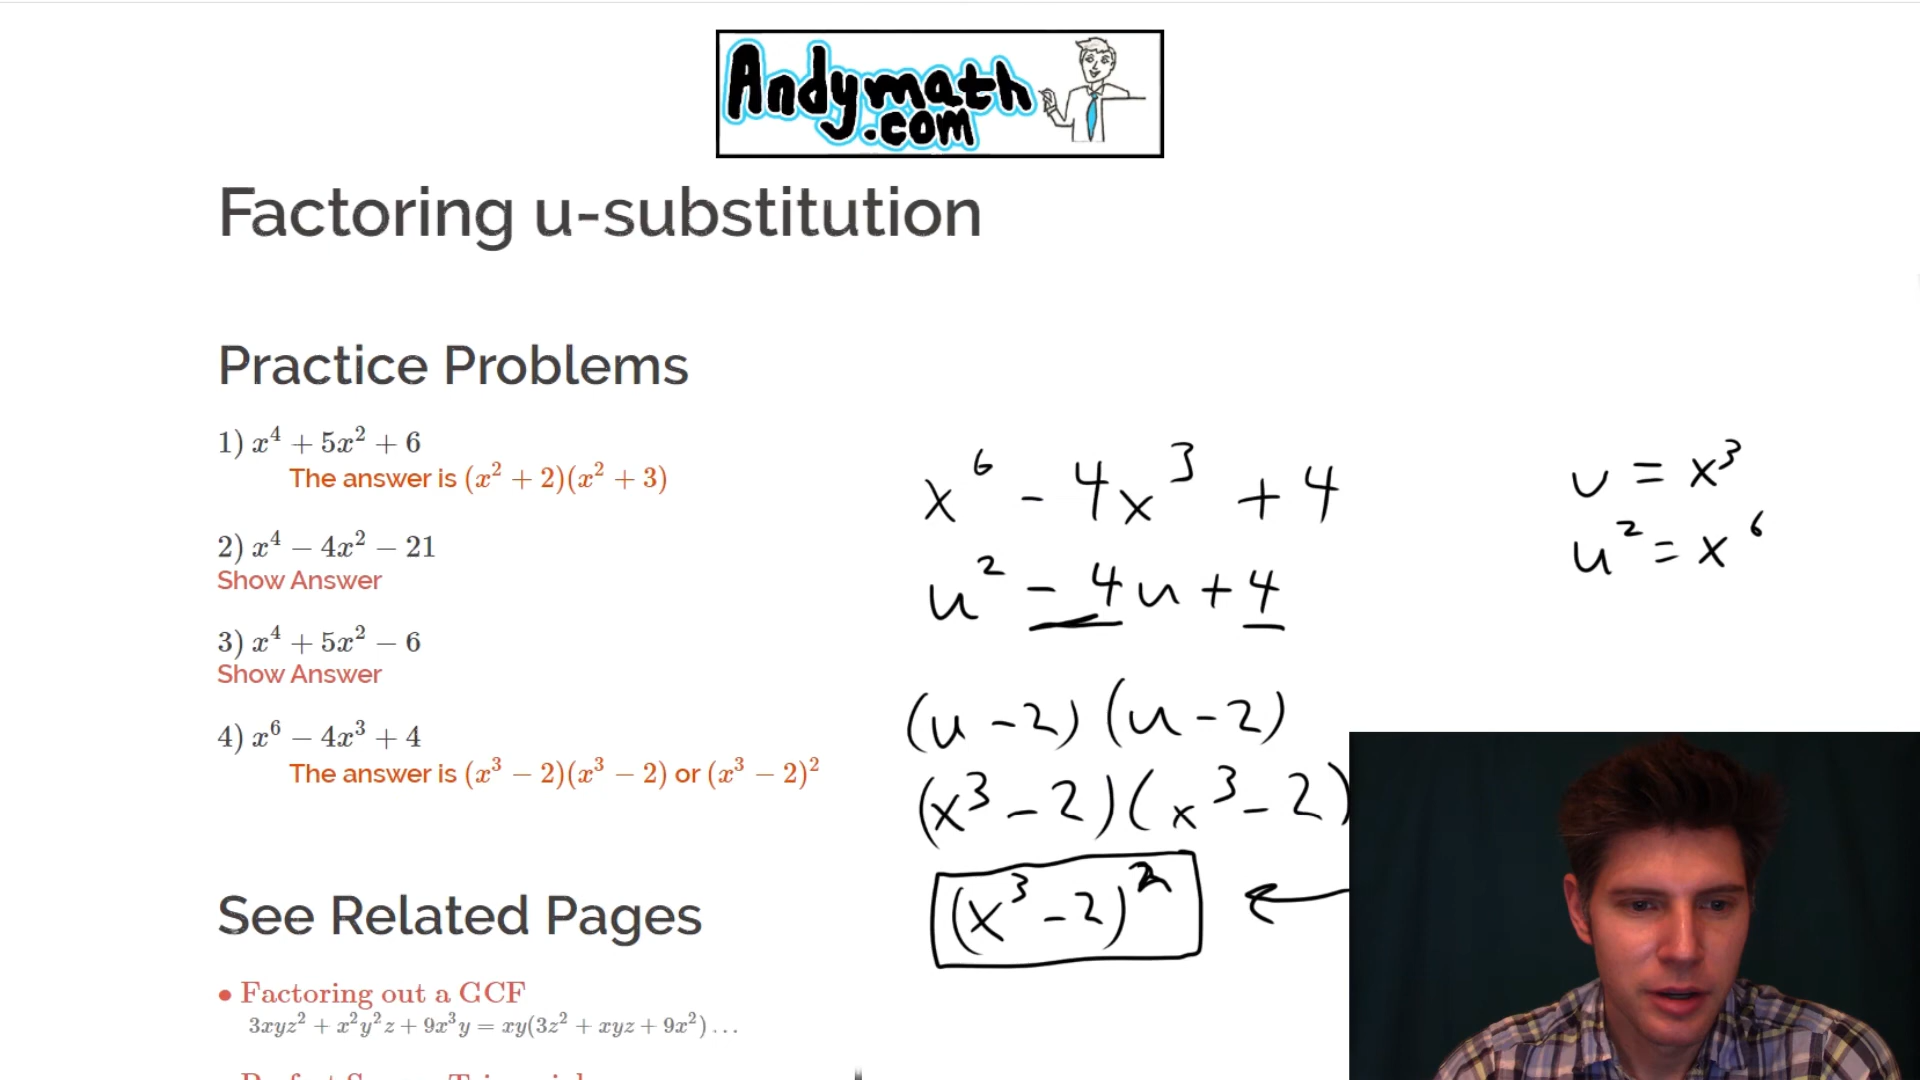 Andymath
.com
Factoring u-substitution
Practice Problems
1) x⁴ + 5x² + 6
The answer is (x² + 2)(x² + 3)
2) x⁴ − 4x² − 21
Show Answer
3) x⁴ + 5x² − 6
Show Answer
4) x⁶ − 4x³ + 4
The answer is (x³ − 2)(x³ − 2) or (x³ − 2)²
See Related Pages
• Factoring out a GCF
3xyz² + x²y²z + 9x³y = xy(3z² + xyz + 9x²)...
x⁶ - 4x³ + 4
u² - 4u + 4
(u - 2)(u - 2)
(x³ - 2)(x³ - 2)
(x³ - 2)²
u = x³
u² = x⁶